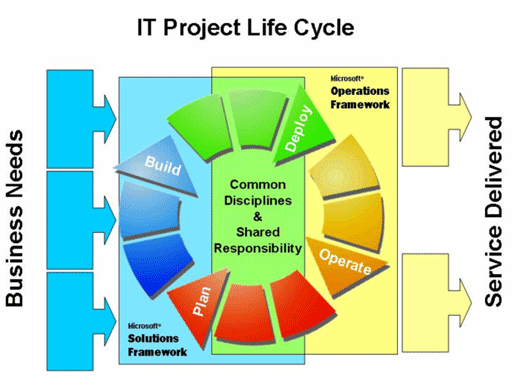 IT Project Life Cycle
Microsoft®
Operations
Framework
Deploy
Build
Business Needs
Common
Disciplines
&
Shared
Responsibility
Service Delivered
Operate
Plan
Microsoft®
Solutions
Framework